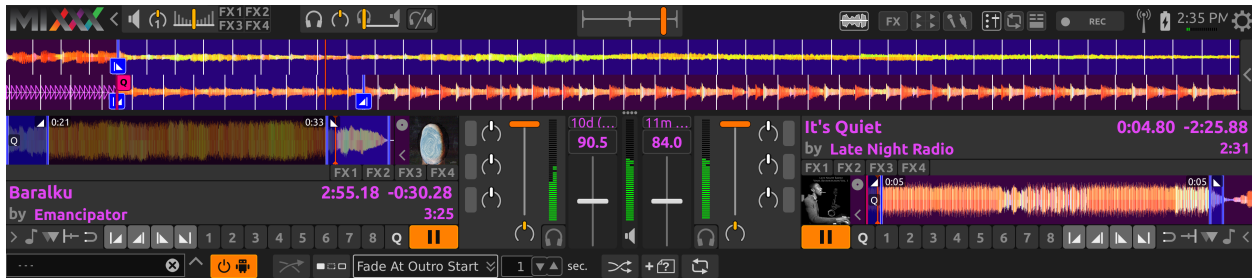 MIXXX
1
FX1 FX2
FX3 FX4
FX
REC
2:35 PM
Q
0:21
0:33
Q
FX1 FX2 FX3 FX4
Baralku
2:55.18 -0:30.28
by Emancipator
3:25
10d (...
90.5
11m ...
84.0
It's Quiet
0:04.80 -2:25.88
by Late Night Radio
2:31
FX1 FX2 FX3 FX4
0:05
0:05
Q
1 2 3 4 5 6 7 8 Q
Q 1 2 3 4 5 6 7 8
---
Fade At Outro Start
1
sec.
+
?